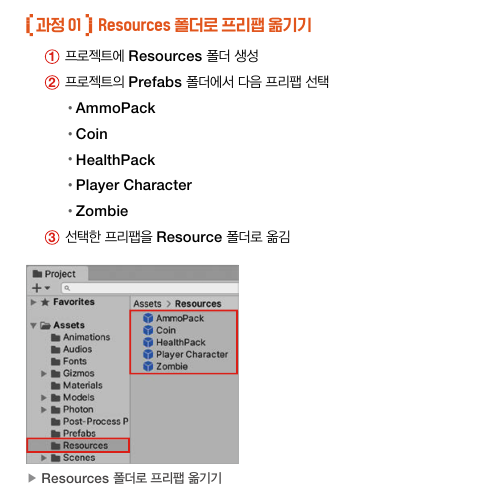 [과정 01] Resources 폴더로 프리팹 옮기기
① 프로젝트에 Resources 폴더 생성
② 프로젝트의 Prefabs 폴더에서 다음 프리팹 선택
• AmmoPack
• Coin
• HealthPack
• Player Character
• Zombie
③ 선택한 프리팹을 Resource 폴더로 옮김
Project
Favorites
Assets
Animations
Audios
Fonts
Gizmos
Materials
Models
Photon
Post-Process P
Prefabs
Resources
Scenes
Assets > Resources
AmmoPack
Coin
HealthPack
Player Character
Zombie
▶ Resources 폴더로 프리팹 옮기기